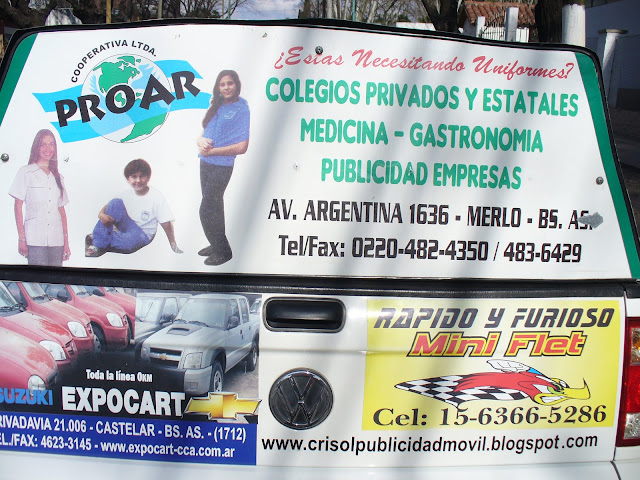 COOPERATIVA LTDA.
PRO-AR
¿Estas Necesitando Uniformes?
COLEGIOS PRIVADOS Y ESTATALES
MEDICINA - GASTRONOMIA
PUBLICIDAD EMPRESAS
AV. ARGENTINA 1636 - MERLO - BS. AS.
Tel/Fax: 0220-482-4350 / 483-6429
Toda la línea 0KM
SUZUKI EXPOCART
RIVADAVIA 21.006 - CASTELAR - BS. AS. - (1712)
TEL./FAX: 4623-3145 - www.expocart-cca.com.ar
RAPIDO Y FURIOSO
Mini Flet
Cel: 15-6366-5286
www.crisolpublicidadmovil.blogspot.com